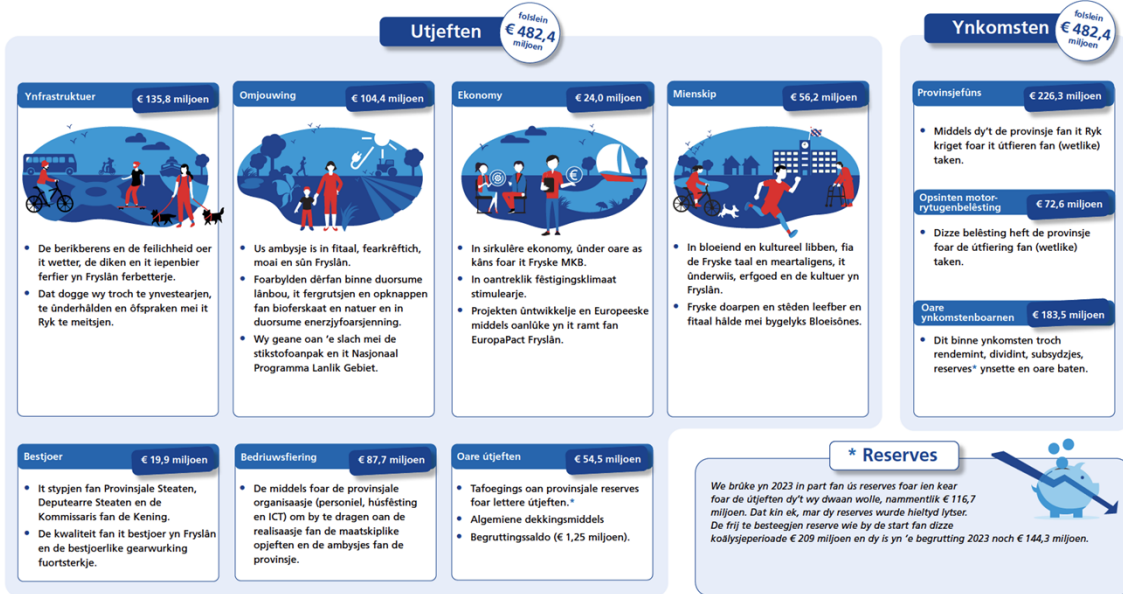 Utjeften
folslein
€ 482,4
miljoen
Ynfrastruktuer
€ 135,8 miljoen
• De berikberens en de feilichheid oer
it wetter, de diken en it iepenbier
ferfier yn Fryslân ferbetterje.
• Dat dogge wy troch te ynvestearjen,
te ûnderhâlden en ôfspraken mei it
Ryk te meitsjen.
Omjouwing
€ 104,4 miljoen
• Us ambysje is in fitaal, fearkrêftich,
moai en sûn Fryslân.
• Foarbylden dêrfan binne duorsume
lânbou, it fergrutsjen en opknappen
fan bioferskaat en natuer en in
duorsume enerzjyfoarsjenning.
• Wy geane oan 'e slach mei de
stikstofoanpak en it Nasjonaal
Programma Lanlik Gebiet.
Ekonomy
€ 24,0 miljoen
• In sirkulêre ekonomy, ûnder oare as
kâns foar it Fryske MKB.
• In oantreklik fêstigingsklimaat
stimulearje.
• Projekten ûntwikkelje en Europeeske
middels oanlûke yn it ramt fan
EuropaPact Fryslân.
Mienskip
€ 56,2 miljoen
• In bloeiend en kultureel libben, fia
de Fryske taal en meartaligens, it
ûnderwiis, erfgoed en de kultuer yn
Fryslân.
• Fryske doarpen en stêden leefber en
fitaal hâlde mei bygelyks Bloeisônes.
Bestjoer
€ 19,9 miljoen
• It stypjen fan Provinsjale Steaten,
Deputearre Steaten en de
Kommissaris fan de Kening.
• De kwaliteit fan it bestjoer yn Fryslân
en de bestjoerlike gearwurking
fuortsterkje.
Bedriuwsfiering
€ 87,7 miljoen
• De middels foar de provinsjale
organisaasje (personiel, húsfêsting
en ICT) om by te dragen oan de
realisaasje fan de maatskiplike
opjeften en de ambysjes fan de
provinsje.
Oare útjeften
€ 54,5 miljoen
• Tafoegings oan provinsjale reserves
foar lettere útjeften.*
• Algemiene dekkingsmiddels
• Begruttingssaldo (€ 1,25 miljoen).
Ynkomsten
folslein
€ 482,4
miljoen
Provinsjefûns
€ 226,3 miljoen
• Middels dy't de provinsje fan it Ryk
kriget foar it útfieren fan (wetlike)
taken.
Opsinten motor-
rytugenbelêsting
€ 72,6 miljoen
• Dizze belêsting heft de provinsje
foar de útfiering fan (wetlike)
taken.
Oare
ynkomstenboarnen
€ 183,5 miljoen
• Dit binne ynkomsten troch
rendemint, dividint, subsydzjes,
reserves* ynsette en oare baten.
* Reserves
We brûke yn 2023 in part fan ús reserves foar ien kear
foar de útjeften dy't wy dwaan wolle, nammentlik € 116,7
miljoen. Dat kin ek, mar dy reserves wurde hieltyd lytser.
De frij te besteegjen reserve wie by de start fan dizze
koälysjeperioade € 209 miljoen en dy is yn 'e begrutting 2023 noch € 144,3 miljoen.